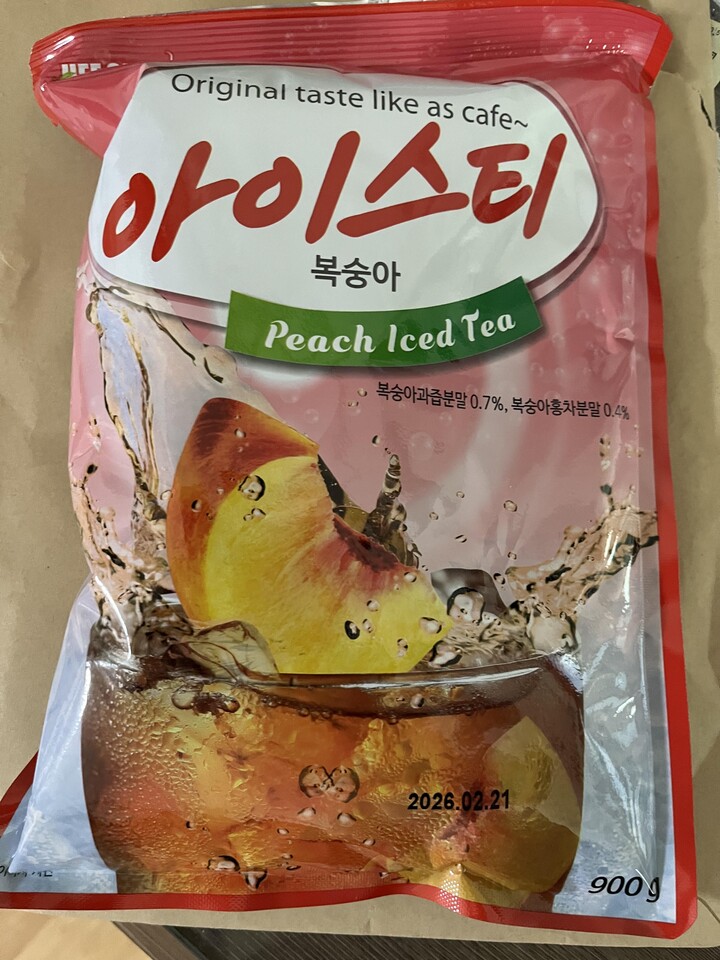 Original taste like as cafe~
아이스티
복숭아
Peach Iced Tea
복숭아과즙분말 0.7%, 복숭아홍차분말 0.4%
2026.02.21
900 g